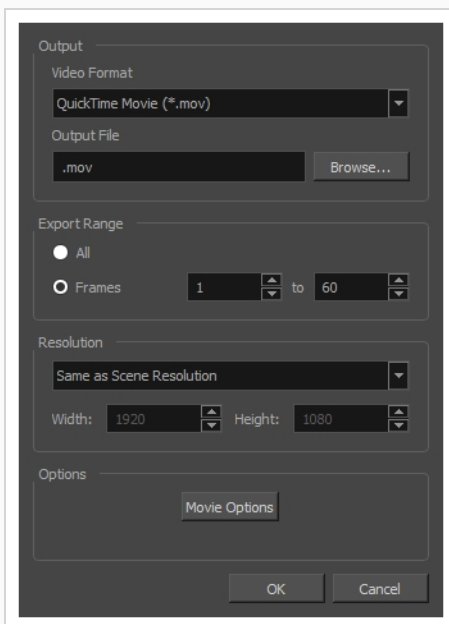 Output
Video Format
QuickTime Movie (*.mov)
Output File
.mov
Browse...
Export Range
All
Frames 1 to 60
Resolution
Same as Scene Resolution
Width: 1920 Height: 1080
Options
Movie Options
OK Cancel